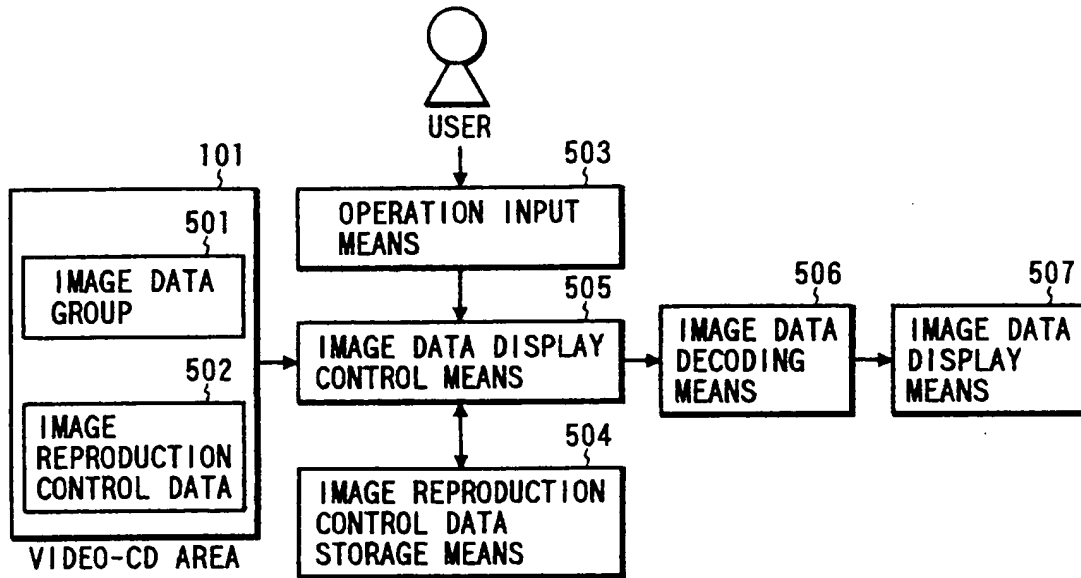 USER
101
503
501
OPERATION INPUT
MEANS
IMAGE DATA
GROUP
505
506
507
502
IMAGE DATA DISPLAY
CONTROL MEANS
IMAGE DATA
DECODING
MEANS
IMAGE DATA
DISPLAY
MEANS
IMAGE
REPRODUCTION
CONTROL DATA
504
IMAGE REPRODUCTION
CONTROL DATA
STORAGE MEANS
VIDEO-CD AREA